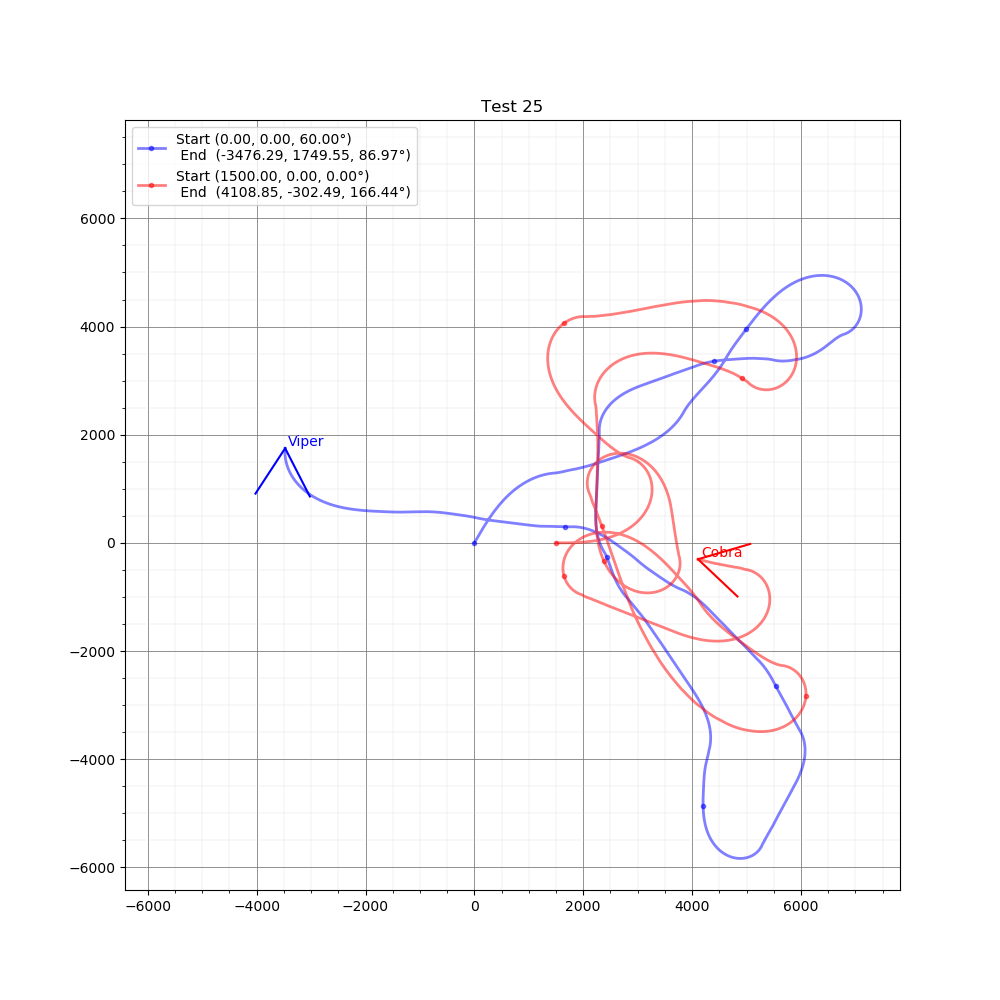 Test 25
Start (0.00, 0.00, 60.00°)
End (-3476.29, 1749.55, 86.97°)
Start (1500.00, 0.00, 0.00°)
End (4108.85, -302.49, 166.44°)
6000
4000
2000
0
−2000
−4000
−6000
Viper
Cobra
−6000 −4000 −2000 0 2000 4000 6000